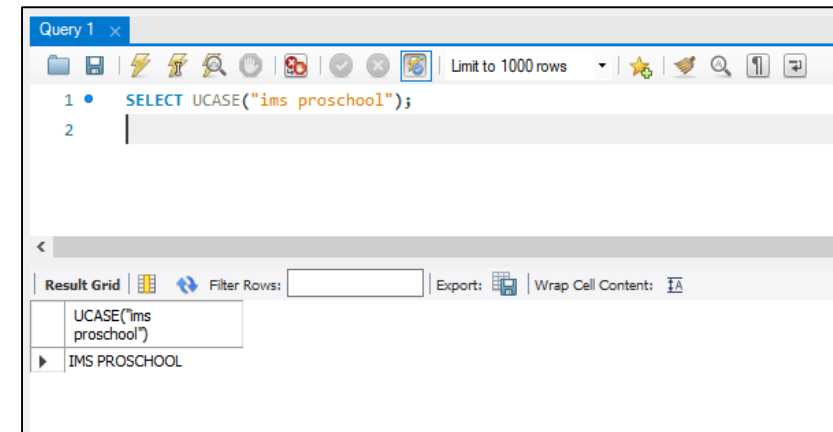 Query 1 ×
Limit to 1000 rows
1 SELECT UCASE("ims proschool");
2
Result Grid Filter Rows: Export: Wrap Cell Content: IA
UCASE("ims
proschool")
IMS PROSCHOOL